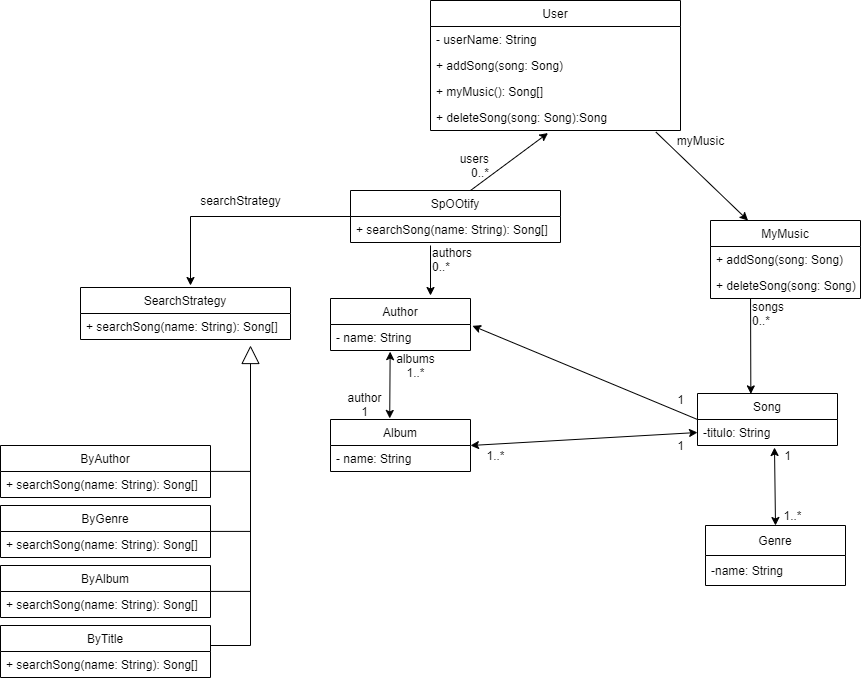 User
- userName: String
+ addSong(song: Song)
+ myMusic(): Song[]
+ deleteSong(song: Song):Song
myMusic
users
0..*
searchStrategy
SpOOtify
+ searchSong(name: String): Song[]
authors
0..*
MyMusic
+ addSong(song: Song)
+ deleteSong(song: Song)
songs
0..*
SearchStrategy
+ searchSong(name: String): Song[]
Author
- name: String
albums
1..*
author
1
1
Song
-titulo: String
Album
- name: String
1..*
1
1
1..*
Genre
-name: String
ByAuthor
+ searchSong(name: String): Song[]
ByGenre
+ searchSong(name: String): Song[]
ByAlbum
+ searchSong(name: String): Song[]
ByTitle
+ searchSong(name: String): Song[]